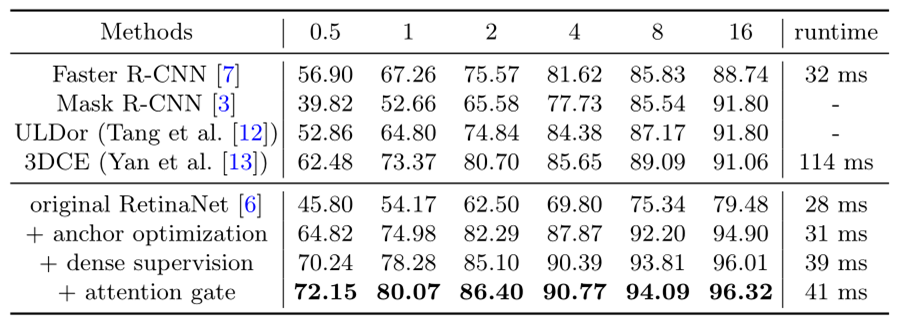 Methods 0.5 1 2 4 8 16 runtime
Faster R-CNN [7] 56.90 67.26 75.57 81.62 85.83 88.74 32 ms
Mask R-CNN [3] 39.82 52.66 65.58 77.73 85.54 91.80 -
ULDor (Tang et al. [12]) 52.86 64.80 74.84 84.38 87.17 91.80 -
3DCE (Yan et al. [13]) 62.48 73.37 80.70 85.65 89.09 91.06 114 ms
original RetinaNet [6] 45.80 54.17 62.50 69.80 75.34 79.48 28 ms
+ anchor optimization 64.82 74.98 82.29 87.87 92.20 94.90 31 ms
+ dense supervision 70.24 78.28 85.10 90.39 93.81 96.01 39 ms
+ attention gate 72.15 80.07 86.40 90.77 94.09 96.32 41 ms